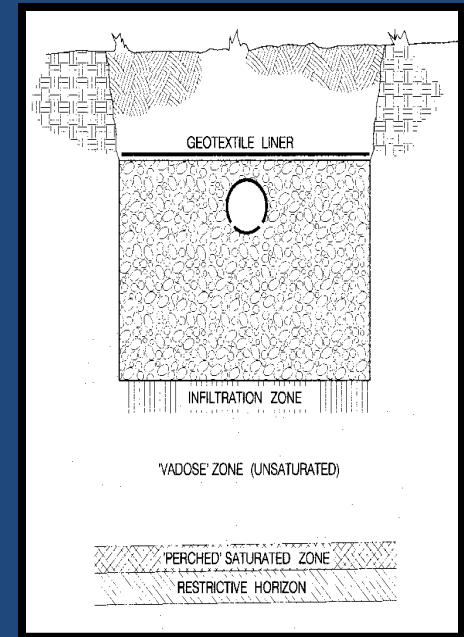 GEOTEXTILE LINER
INFILTRATION ZONE
'VADOSE' ZONE (UNSATURATED)
'PERCHED' SATURATED ZONE
RESTRICTIVE HORIZON